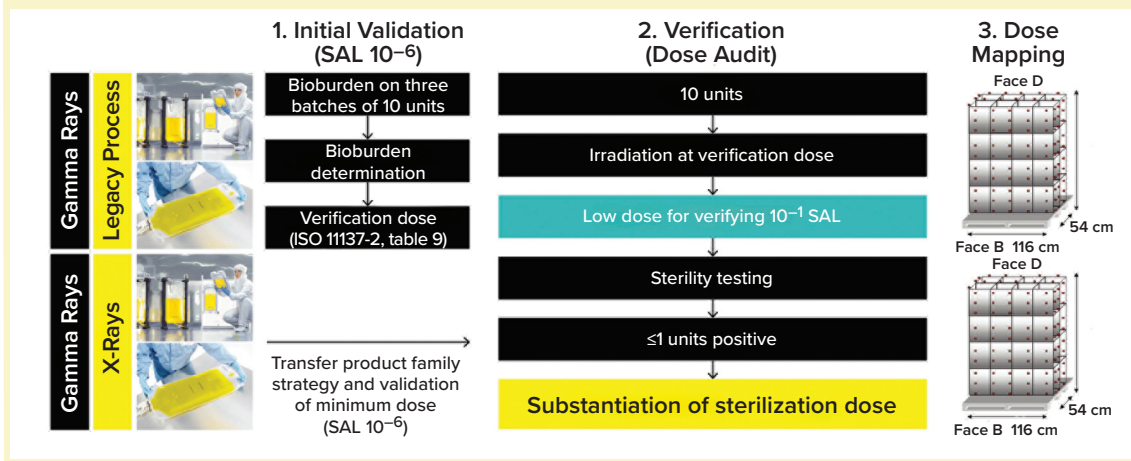 1. Initial Validation
(SAL 10⁻⁶)
2. Verification
(Dose Audit)
3. Dose
Mapping
Gamma Rays
Legacy Process
Bioburden on three
batches of 10 units
Bioburden
determination
Verification dose
(ISO 11137-2, table 9)
10 units
Irradiation at verification dose
Low dose for verifying 10⁻¹ SAL
Sterility testing
≤1 units positive
Substantiation of sterilization dose
Face D
54 cm
Face B 116 cm
Gamma Rays
X-Rays
Transfer product family
strategy and validation
of minimum dose
(SAL 10⁻⁶)
Face D
54 cm
Face B 116 cm